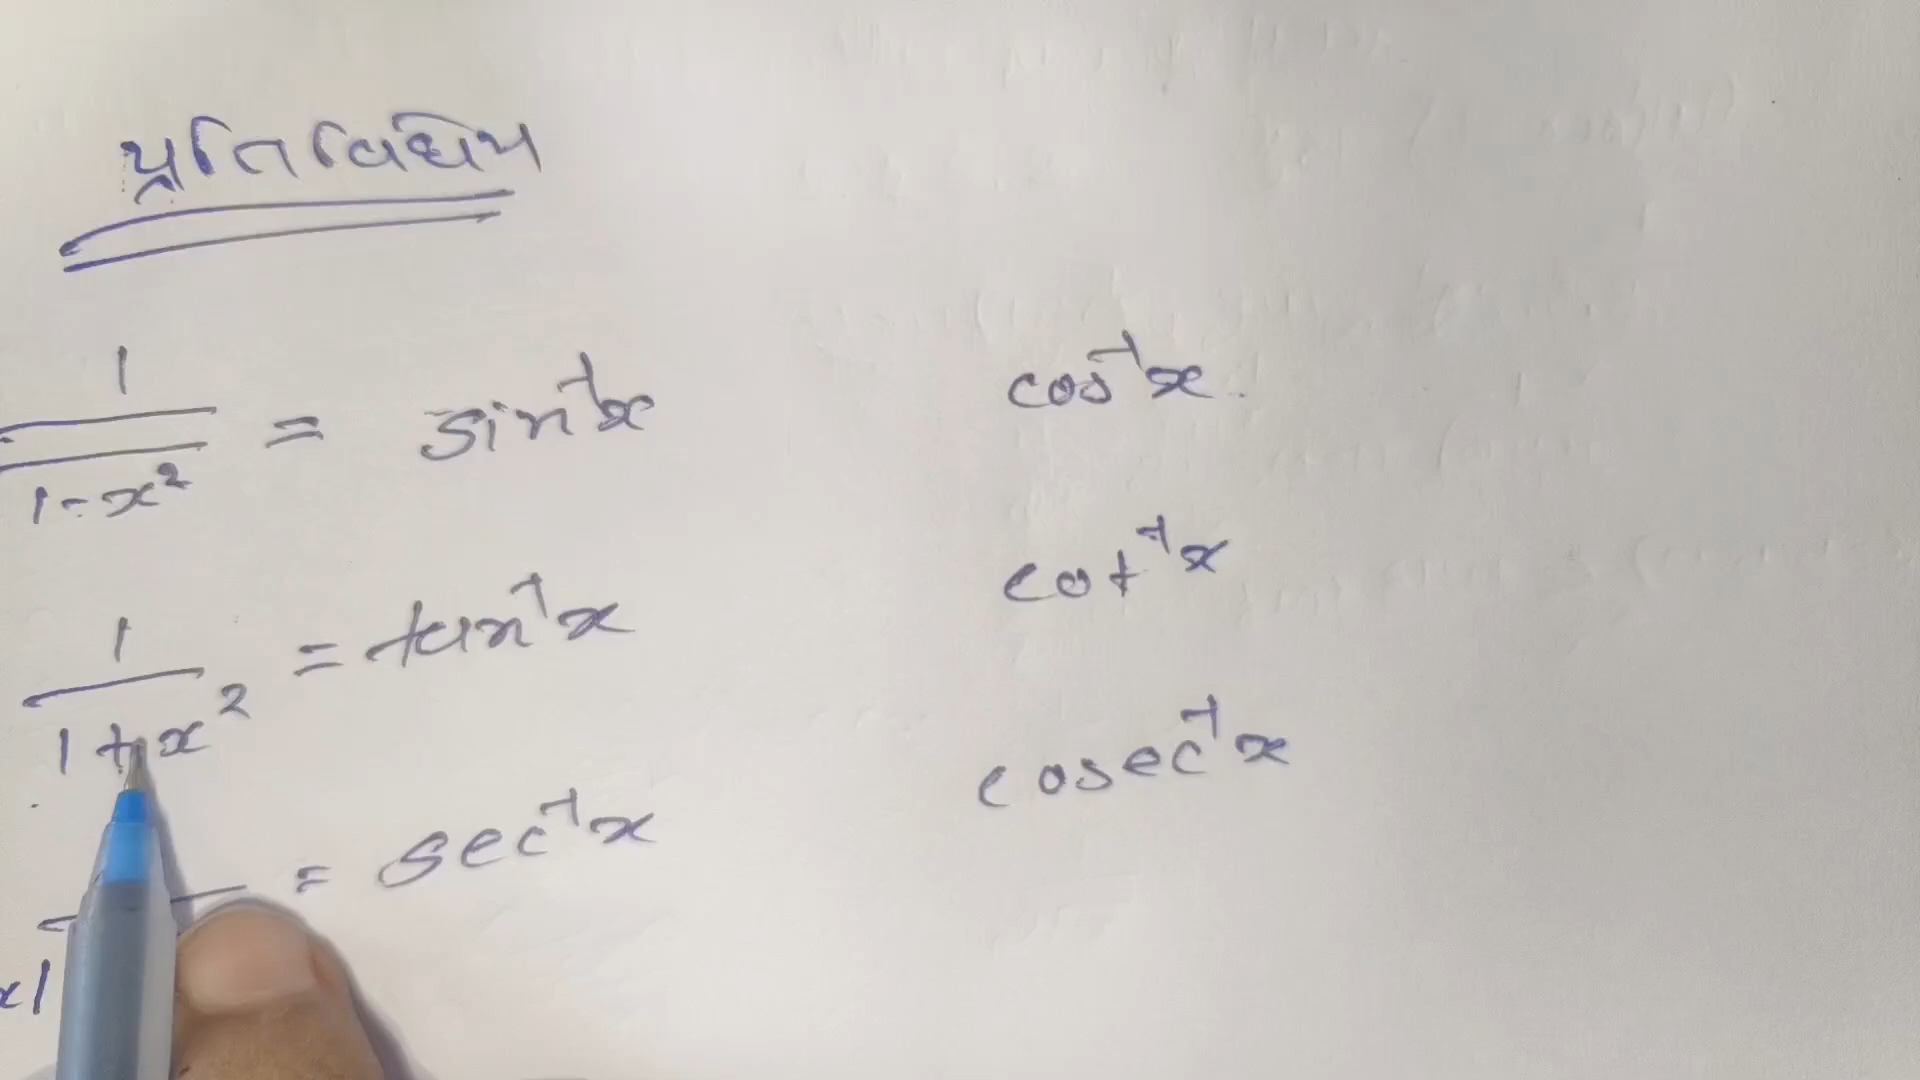 પ્રતિવિધેય
1/√(1-x²) = sin⁻¹x cos⁻¹x
1/(1+x²) = tan⁻¹x cot⁻¹x
= sec⁻¹x cosec⁻¹x
x|